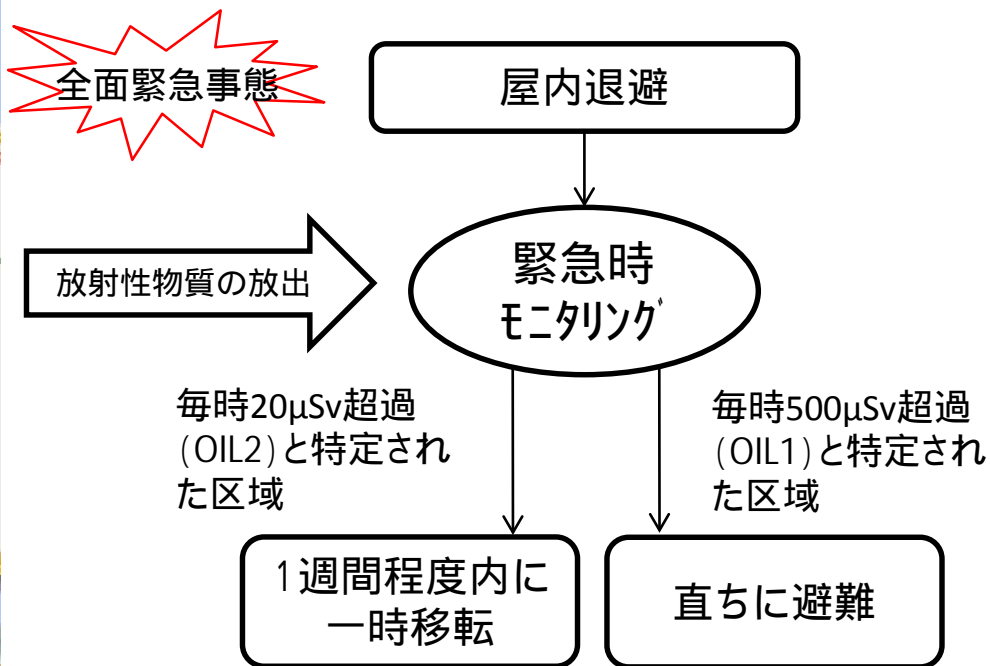 全面緊急事態
屋内退避
放射性物質の放出
緊急時
ﾓﾆﾀﾘﾝｸﾞ
毎時20μSv超過
（OIL2）と特定され
た区域
毎時500μSv超過
（OIL1）と特定され
た区域
1週間程度内に
一時移転
直ちに避難